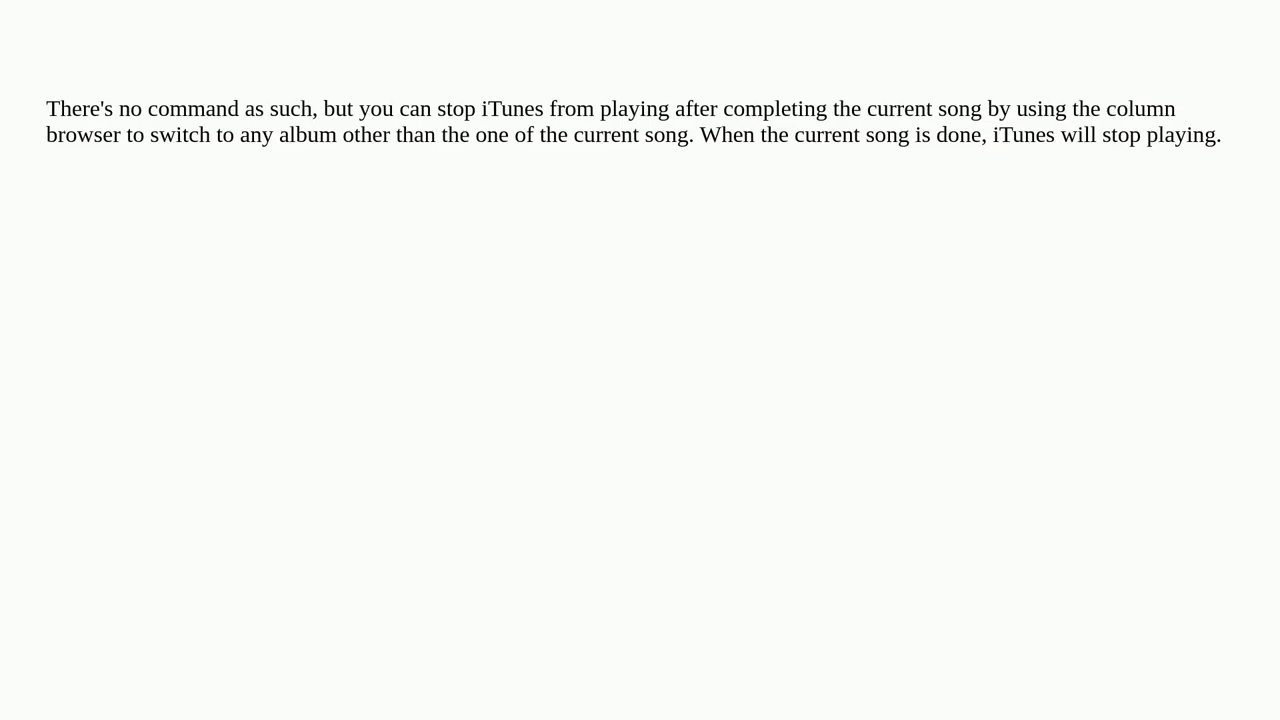 There's no command as such, but you can stop iTunes from playing after completing the current song by using the column
browser to switch to any album other than the one of the current song. When the current song is done, iTunes will stop playing.